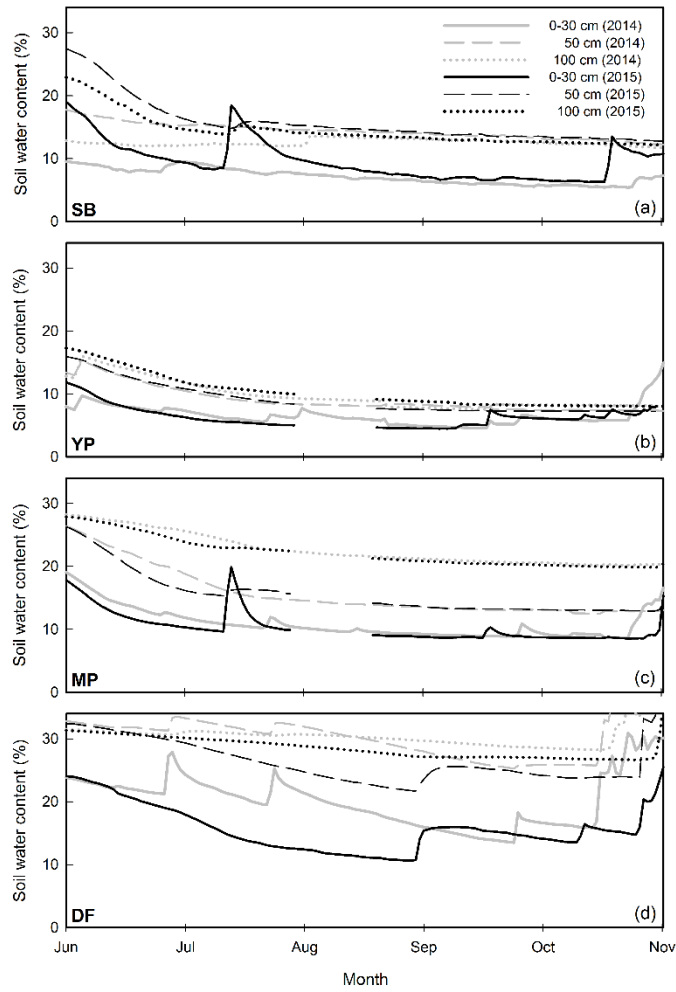 Soil water content (%)
30
20
10
0
0-30 cm (2014)
50 cm (2014)
100 cm (2014)
0-30 cm (2015)
50 cm (2015)
100 cm (2015)
SB
(a)
Soil water content (%)
30
20
10
0
YP
(b)
Soil water content (%)
30
20
10
0
MP
(c)
Soil water content (%)
30
20
10
0
DF
(d)
Jun Jul Aug Sep Oct Nov
Month